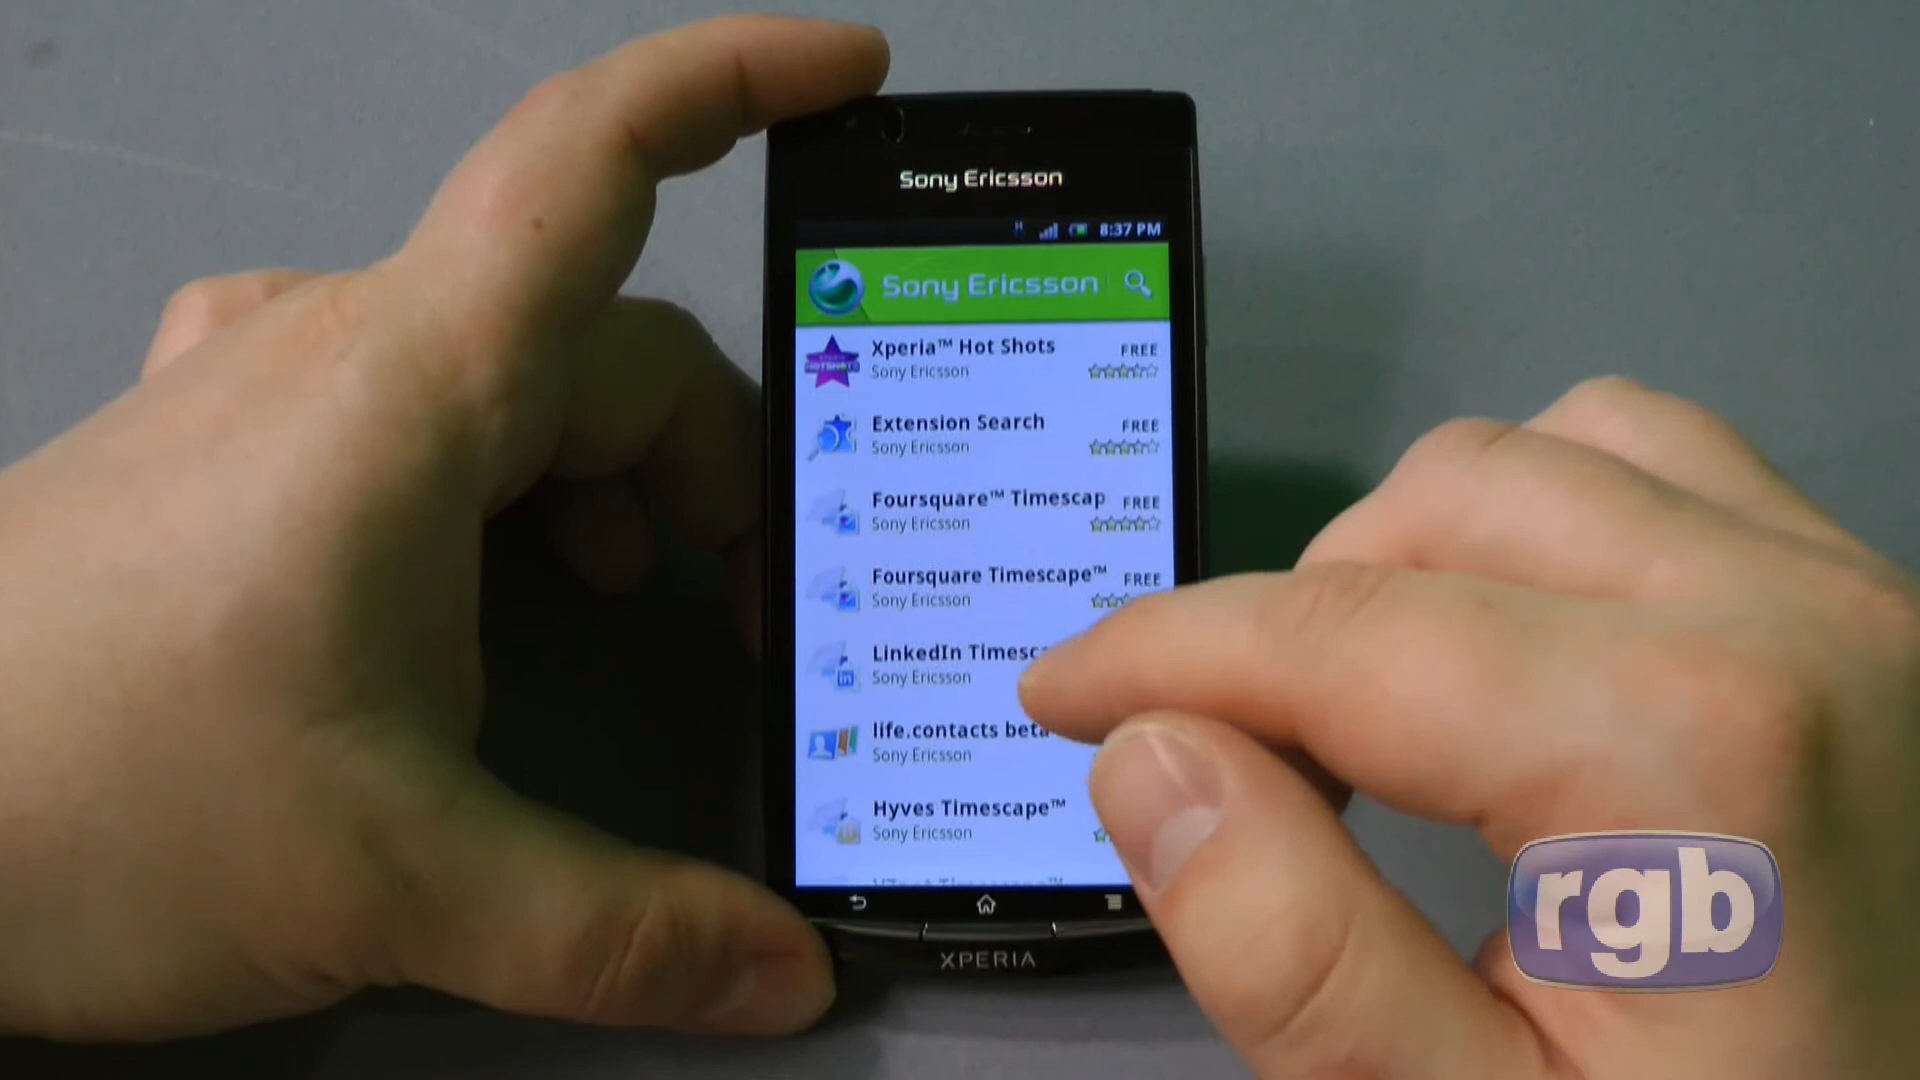 Sony Ericsson
8:37 PM
Sony Ericsson
Xperia™ Hot Shots FREE
Sony Ericsson
Extension Search FREE
Sony Ericsson
Foursquare™ Timescap FREE
Sony Ericsson
Foursquare Timescape™ FREE
Sony Ericsson
LinkedIn Timesc
Sony Ericsson
life.contacts beta
Sony Ericsson
Hyves Timescape™
Sony Ericsson
XPERIA
rgb